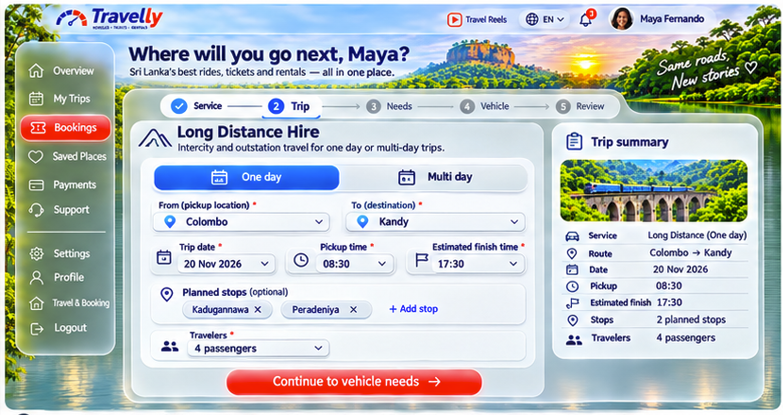 Travelly
Travel Reels
EN
3
Maya Fernando
Where will you go next, Maya?
Sri Lanka's best rides, tickets and rentals — all in one place.
Same roads,
New stories ♡
Overview
My Trips
Bookings
Saved Places
Payments
Support
Settings
Profile
Travel & Booking
Logout
Service
2 Trip
3 Needs
4 Vehicle
5 Review
Long Distance Hire
Intercity and outstation travel for one day or multi-day trips.
One day
Multi day
From (pickup location) *
Colombo
To (destination) *
Kandy
Trip date *
20 Nov 2026
Pickup time *
08:30
Estimated finish time *
17:30
Planned stops (optional)
Kadugannawa ✕
Peradeniya ✕
+ Add stop
Travelers *
4 passengers
Continue to vehicle needs →
Trip summary
Service Long Distance (One day)
Route Colombo → Kandy
Date 20 Nov 2026
Pickup 08:30
Estimated finish 17:30
Stops 2 planned stops
Travelers 4 passengers